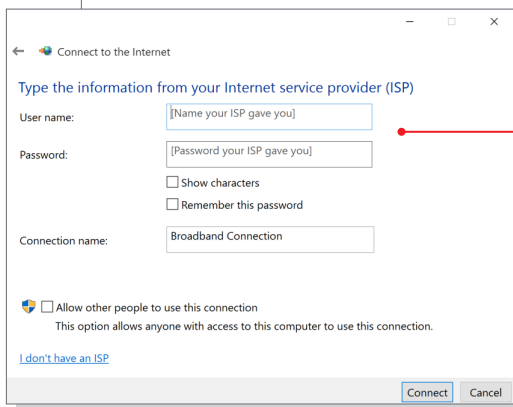 Connect to the Internet
Type the information from your Internet service provider (ISP)
User name:
[Name your ISP gave you]
Password:
[Password your ISP gave you]
Show characters
Remember this password
Connection name:
Broadband Connection
Allow other people to use this connection
This option allows anyone with access to this computer to use this connection.
I don't have an ISP
Connect Cancel